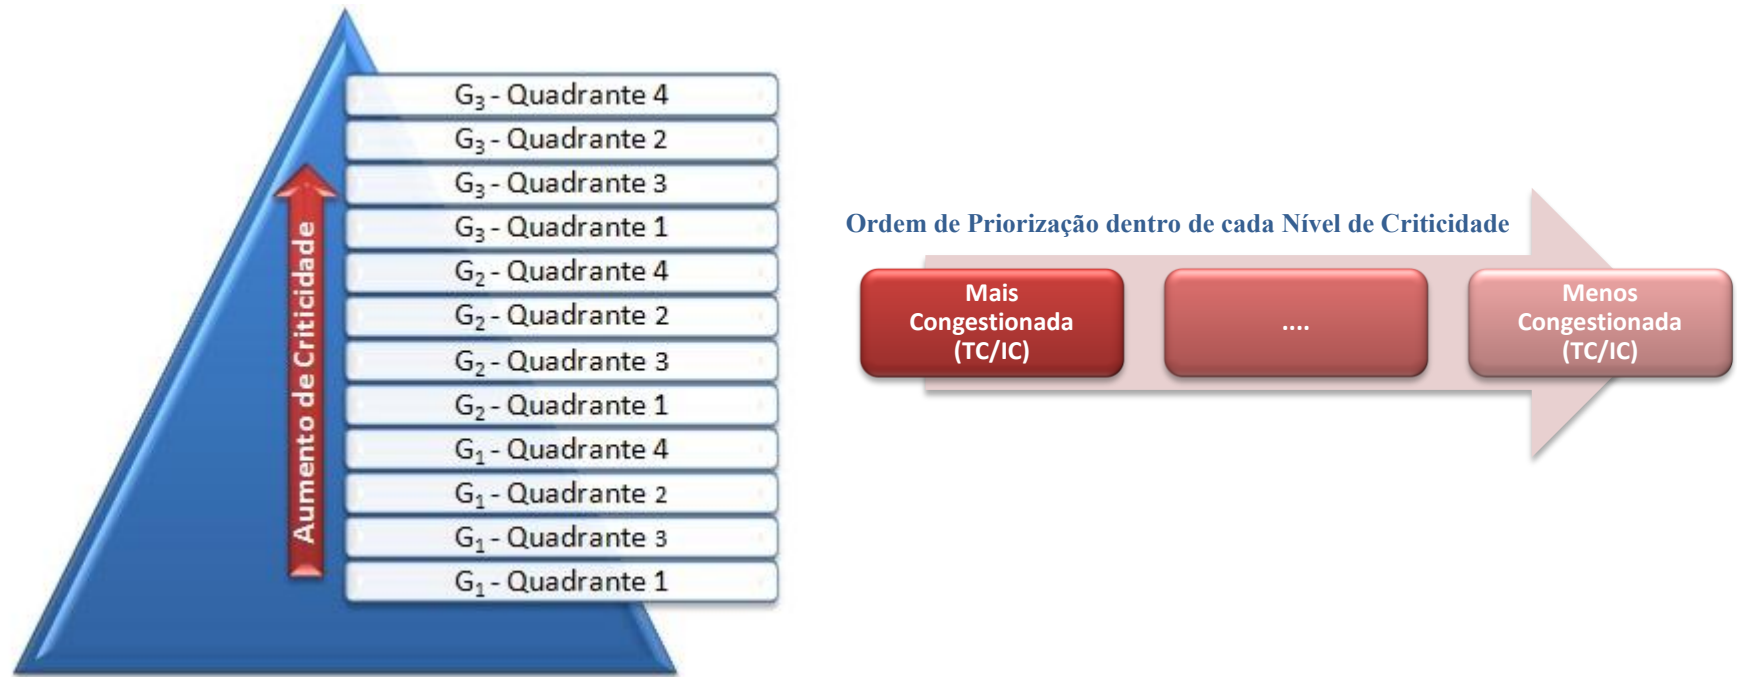 G₃ - Quadrante 4
G₃ - Quadrante 2
G₃ - Quadrante 3
G₃ - Quadrante 1
G₂ - Quadrante 4
G₂ - Quadrante 2
G₂ - Quadrante 3
G₂ - Quadrante 1
G₁ - Quadrante 4
G₁ - Quadrante 2
G₁ - Quadrante 3
G₁ - Quadrante 1
Aumento de Criticidade
Ordem de Priorização dentro de cada Nível de Criticidade
Mais
Congestionada
(TC/IC)
....
Menos
Congestionada
(TC/IC)